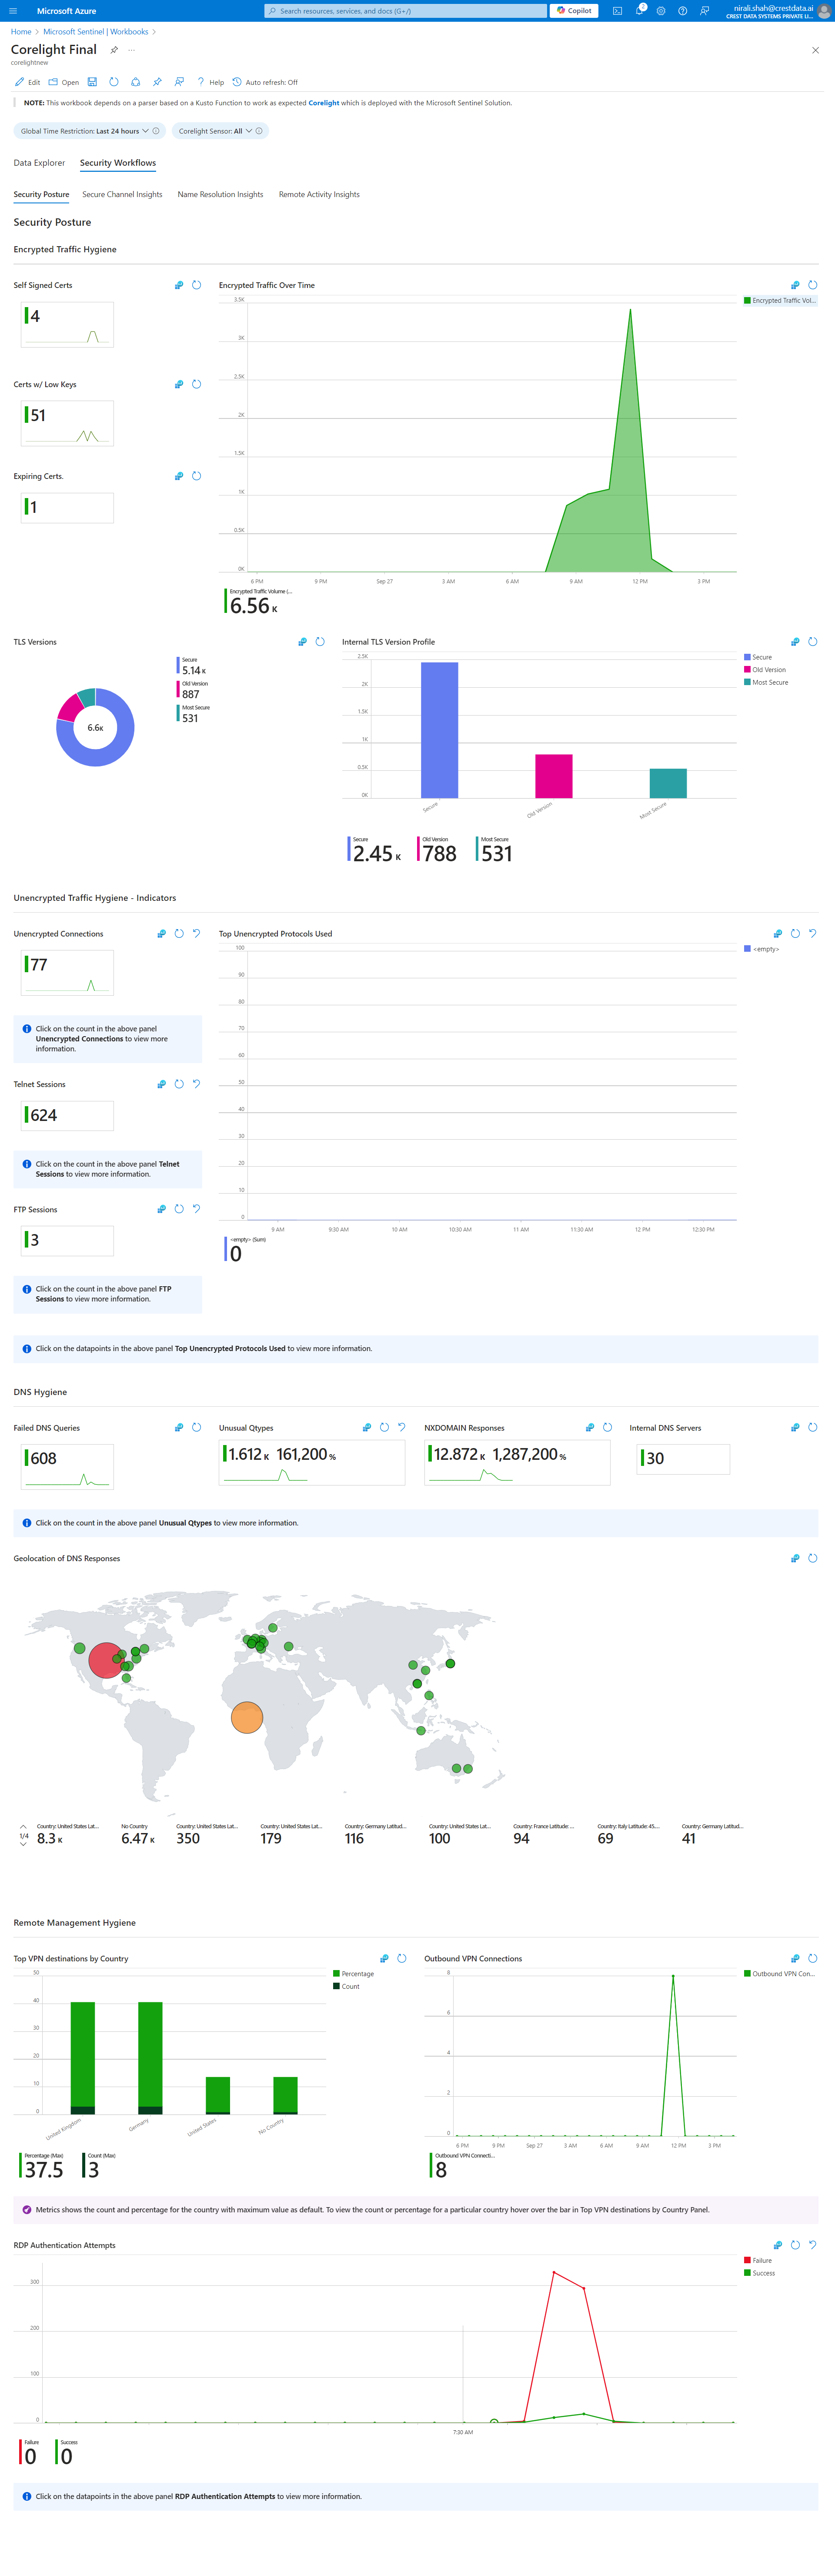 Microsoft Azure
Search resources, services, and docs (G+/)
Copilot
nirali.shah@crestdata.ai
CREST DATA SYSTEMS PRIVATE LI...
Home
Microsoft Sentinel | Workbooks
Corelight Final
corelightnew
Edit
Open
Help
Auto refresh: Off
NOTE: This workbook depends on a parser based on a Kusto Function to work as expected Corelight which is deployed with the Microsoft Sentinel Solution.
Global Time Restriction: Last 24 hours
Corelight Sensor: All
Data Explorer
Security Workflows
Security Posture
Secure Channel Insights
Name Resolution Insights
Remote Activity Insights
Security Posture
Encrypted Traffic Hygiene
Self Signed Certs
4
Certs w/ Low Keys
51
Expiring Certs.
1
Encrypted Traffic Over Time
3.5K
3K
2.5K
2K
1.5K
1K
0.5K
0K
6 PM
9 PM
Sep 27
3 AM
6 AM
9 AM
12 PM
3 PM
Encrypted Traffic Vol...
Encrypted Traffic Volume (...
6.56 K
TLS Versions
6.6K
Secure
5.14 K
Old Version
887
Most Secure
531
Internal TLS Version Profile
2.5K
2K
1.5K
1K
0.5K
0K
Secure
Old Version
Most Secure
Secure
Old Version
Most Secure
Secure
2.45 K
Old Version
788
Most Secure
531
Unencrypted Traffic Hygiene - Indicators
Unencrypted Connections
77
Click on the count in the above panel
Unencrypted Connections to view more
information.
Telnet Sessions
624
Click on the count in the above panel Telnet
Sessions to view more information.
FTP Sessions
3
Click on the count in the above panel FTP
Sessions to view more information.
Top Unencrypted Protocols Used
100
90
80
70
60
50
40
30
20
10
0
9 AM
9:30 AM
10 AM
10:30 AM
11 AM
11:30 AM
12 PM
12:30 PM
<empty>
<empty> (Sum)
0
Click on the datapoints in the above panel Top Unencrypted Protocols Used to view more information.
DNS Hygiene
Failed DNS Queries
608
Unusual Qtypes
1.612 K 161,200 %
NXDOMAIN Responses
12.872 K 1,287,200 %
Internal DNS Servers
30
Click on the count in the above panel Unusual Qtypes to view more information.
Geolocation of DNS Responses
1/4
Country: United States Lat...
8.3 K
No Country
6.47 K
Country: United States Lat...
350
Country: United States Lat...
179
Country: Germany Latitud...
116
Country: United States Lat...
100
Country: France Latitude: ...
94
Country: Italy Latitude: 45....
69
Country: Germany Latitud...
41
Remote Management Hygiene
Top VPN destinations by Country
50
40
30
20
10
0
United Kingdom
Germany
United States
No Country
Percentage
Count
Percentage (Max)
37.5
Count (Max)
3
Outbound VPN Connections
8
6
4
2
0
6 PM
9 PM
Sep 27
3 AM
6 AM
9 AM
12 PM
3 PM
Outbound VPN Con...
Outbound VPN Connecti...
8
Metrics shows the count and percentage for the country with maximum value as default. To view the count or percentage for a particular country hover over the bar in Top VPN destinations by Country Panel.
RDP Authentication Attempts
300
200
100
0
7:30 AM
Failure
Success
Failure
0
Success
0
Click on the datapoints in the above panel RDP Authentication Attempts to view more information.